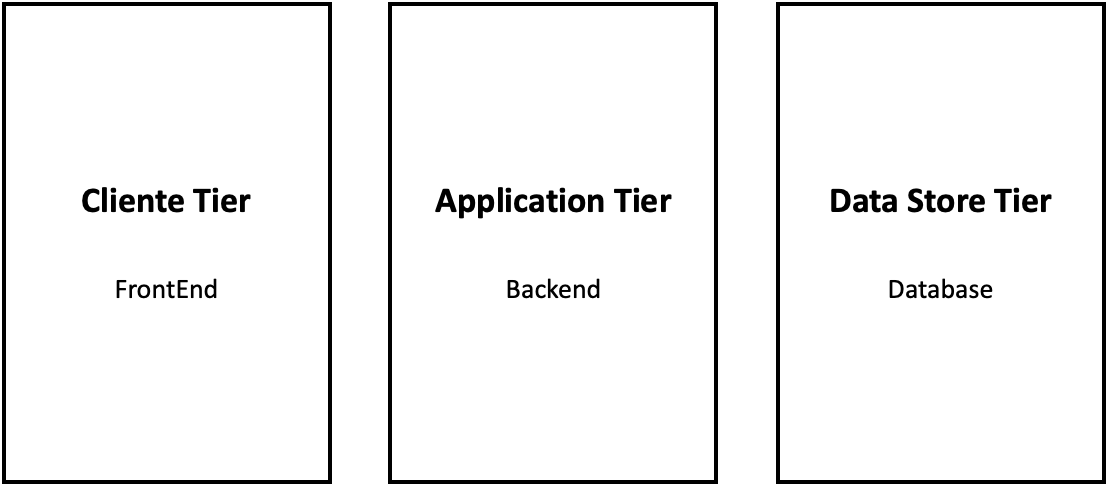 Cliente Tier
FrontEnd
Application Tier
Backend
Data Store Tier
Database